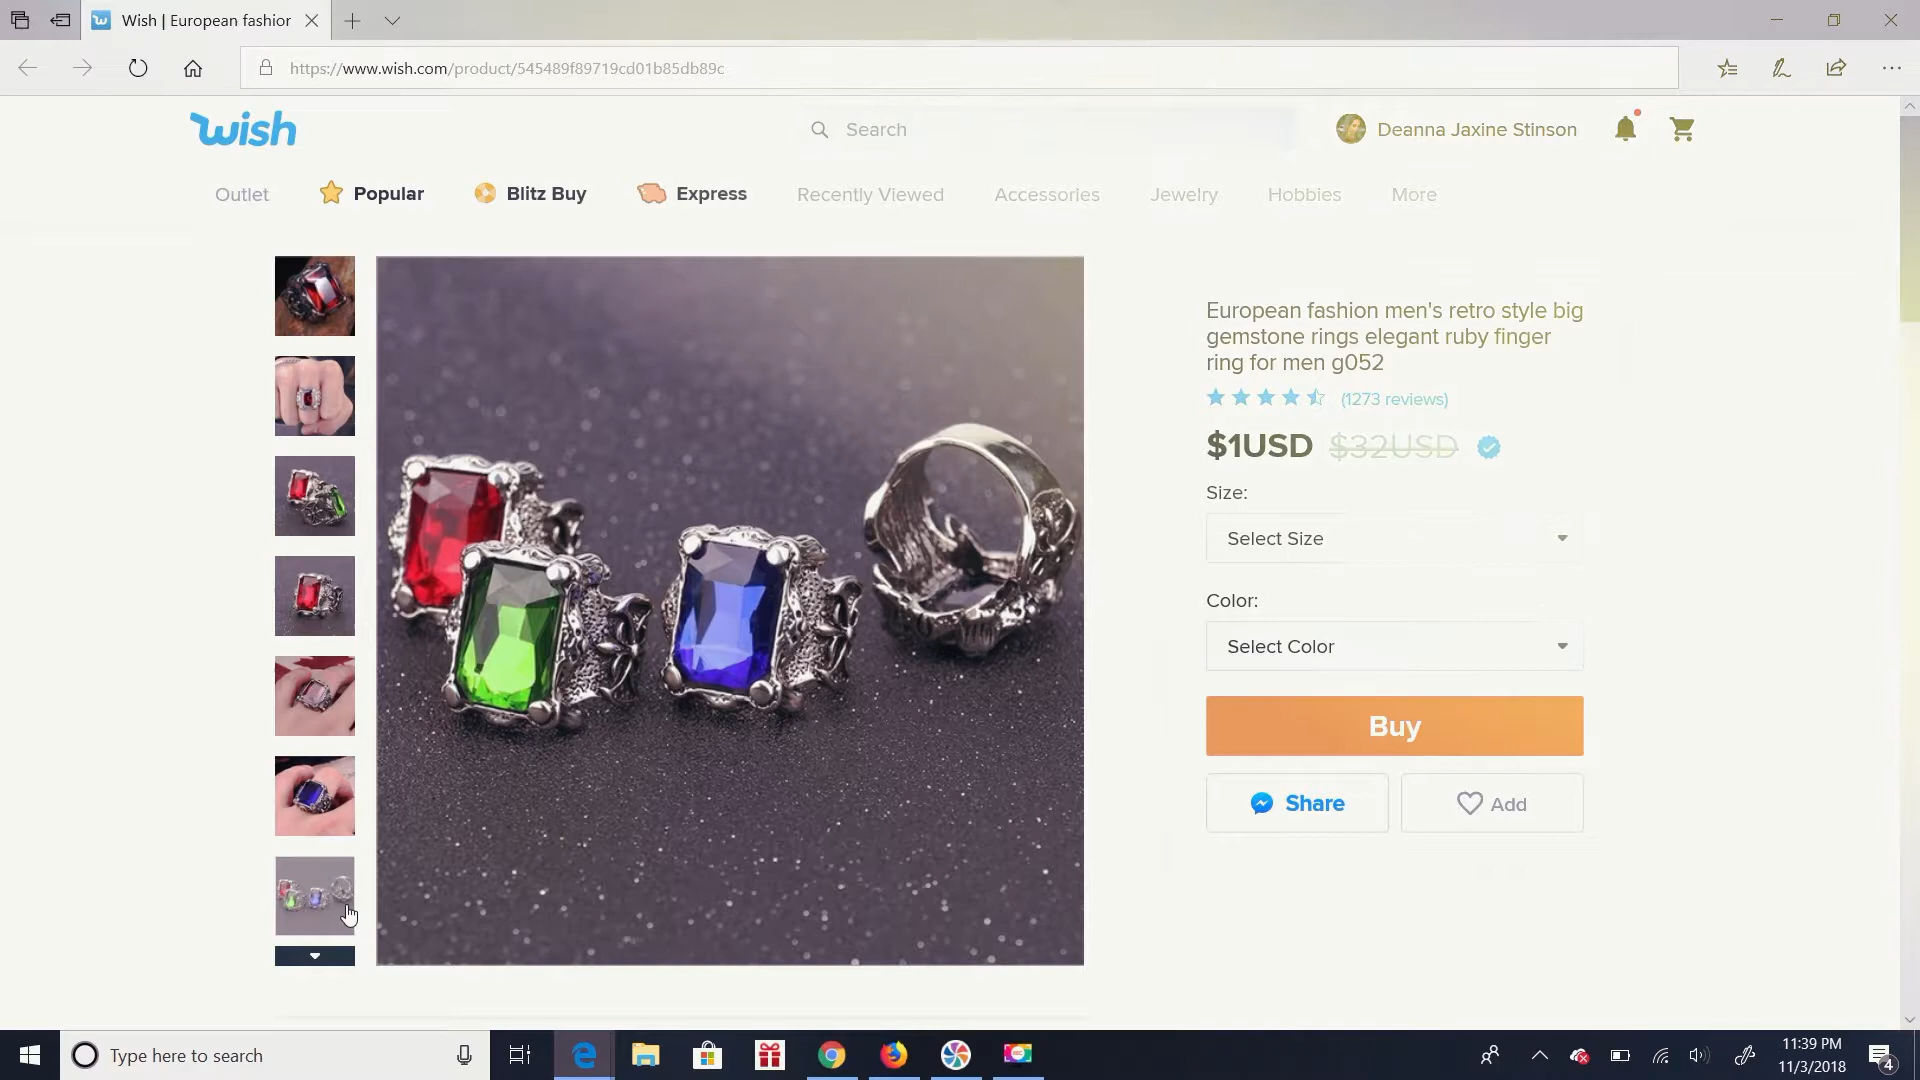 Wish | European fashior
https://www.wish.com/product/545489f89719cd01b85db89c
wish
Search
Deanna Jaxine Stinson
Outlet
Popular
Blitz Buy
Express
Recently Viewed
Accessories
Jewelry
Hobbies
More
European fashion men's retro style big
gemstone rings elegant ruby finger
ring for men g052
(1273 reviews)
$1USD $32USD
Size:
Select Size
Color:
Select Color
Buy
Share
Add
Type here to search
11:39 PM
11/3/2018
4